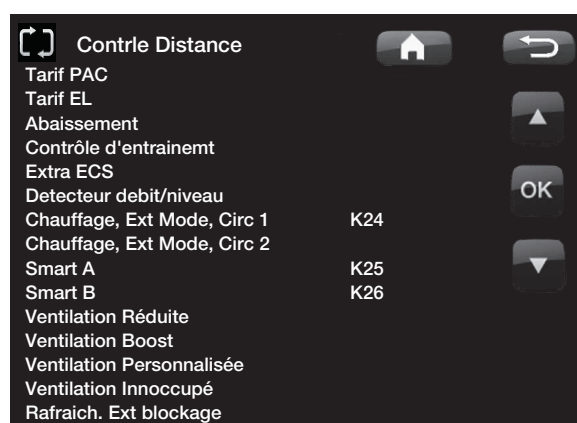 Contrle Distance
Tarif PAC
Tarif EL
Abaissement
Contrôle d'entrainemt
Extra ECS
Detecteur debit/niveau
OK
Chauffage, Ext Mode, Circ 1 K24
Chauffage, Ext Mode, Circ 2
Smart A K25
Smart B K26
Ventilation Réduite
Ventilation Boost
Ventilation Personnalisée
Ventilation Innoccupé
Rafraich. Ext blockage